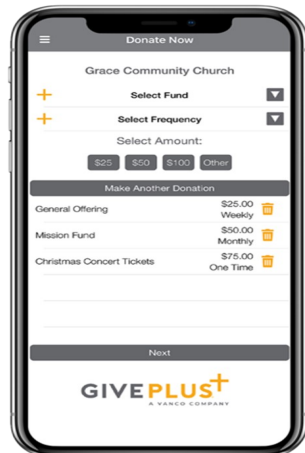 Donate Now
Grace Community Church
Select Fund
Select Frequency
Select Amount:
$25 $50 $100 Other
Make Another Donation
General Offering $25.00
Weekly
Mission Fund $50.00
Monthly
Christmas Concert Tickets $75.00
One Time
Next
GIVEPLUS+
A VANCO COMPANY